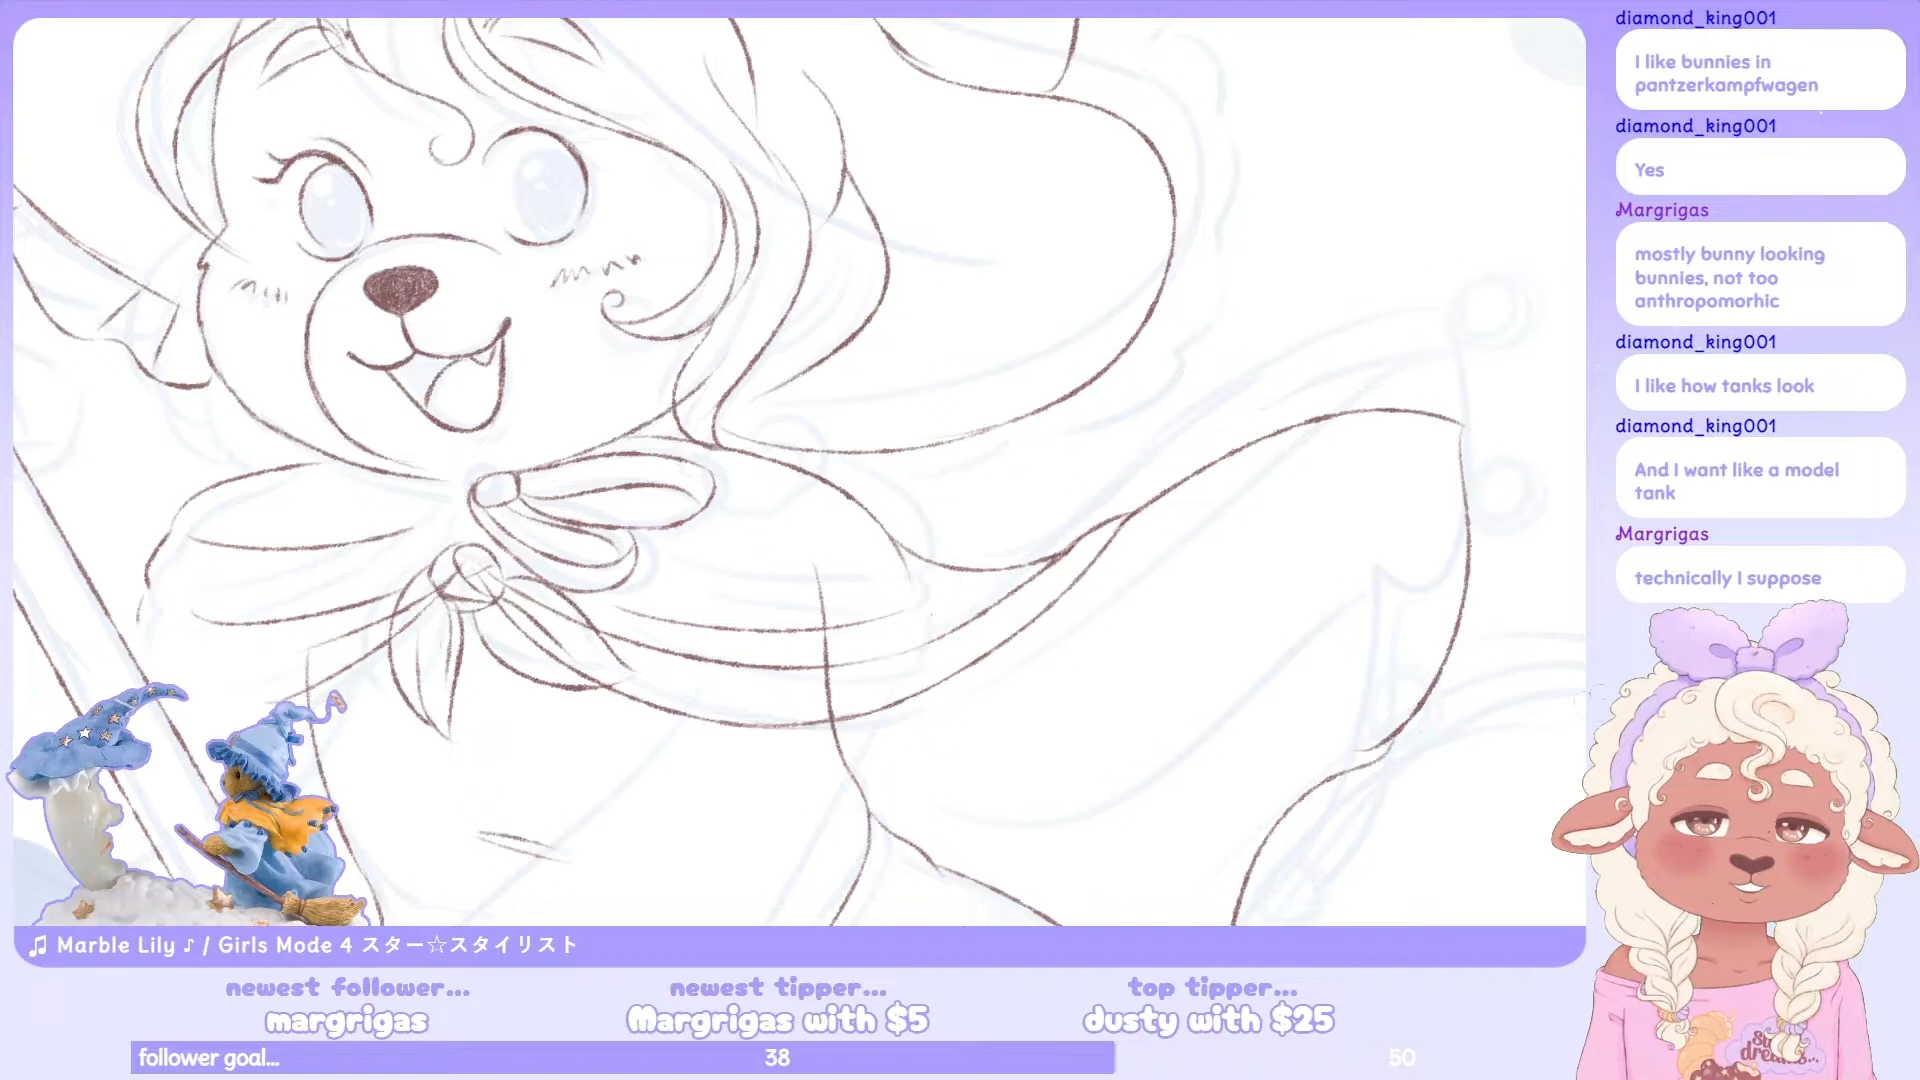 diamond_king001
I like bunnies in
pantzerkampfwagen
diamond_king001
Yes
Margrigas
mostly bunny looking
bunnies, not too
anthropomorhic
diamond_king001
I like how tanks look
diamond_king001
And I want like a model
tank
Margrigas
technically I suppose
♫ Marble Lily ♪ / Girls Mode 4 スター☆スタイリスト
newest follower...
margrigas
newest tipper...
Margrigas with $5
top tipper...
dusty with $25
follower goal...
38
50
dreams...